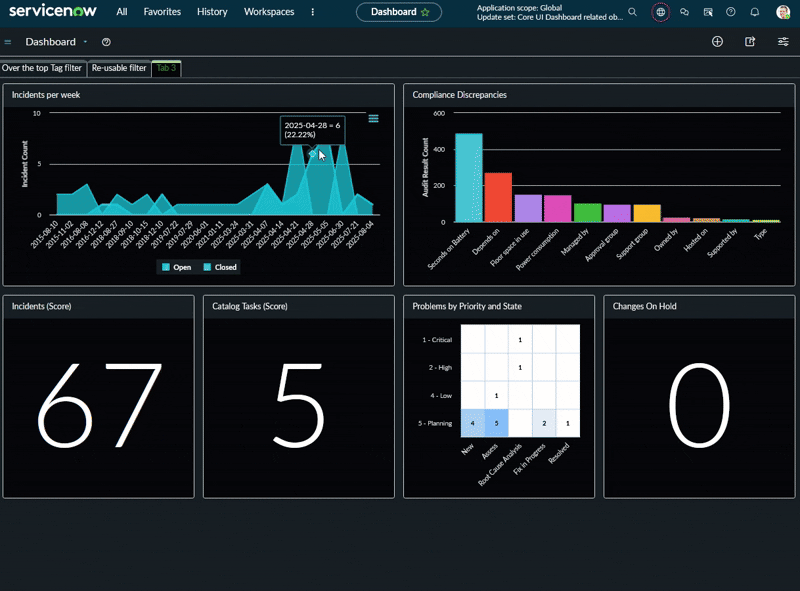 servicenow
All Favorites History Workspaces
Dashboard
Application scope: Global
Update set: Core UI Dashboard related ob...
Dashboard
Over the top Tag filter
Re-usable filter
Tab 3
Incidents per week
Incident Count
10
5
0
2025-04-28 = 6
(22.22%)
2015-08-10
2015-11-02
2016-08-08
2016-12-12
2018-08-27
2018-09-10
2018-10-15
2018-12-10
2019-07-22
2019-07-29
2020-06-01
2021-01-11
2025-03-24
2025-03-31
2025-04-07
2025-04-14
2025-04-21
2025-04-28
2025-05-05
2025-06-30
2025-07-21
2025-08-04
Open
Closed
Compliance Discrepancies
Audit Result Count
600
400
200
0
Seconds on Battery
Depends on
Floor space in use
Power consumption
Managed by
Approval group
Support group
Owned by
Hosted on
Supported by
Type
Incidents (Score)
67
Catalog Tasks (Score)
5
Problems by Priority and State
1 - Critical 1
2 - High 1
4 - Low 1
5 - Planning 4 5 2 1
New
Assess
Root Cause Analysis
Fix in Progress
Resolved
Changes On Hold
0